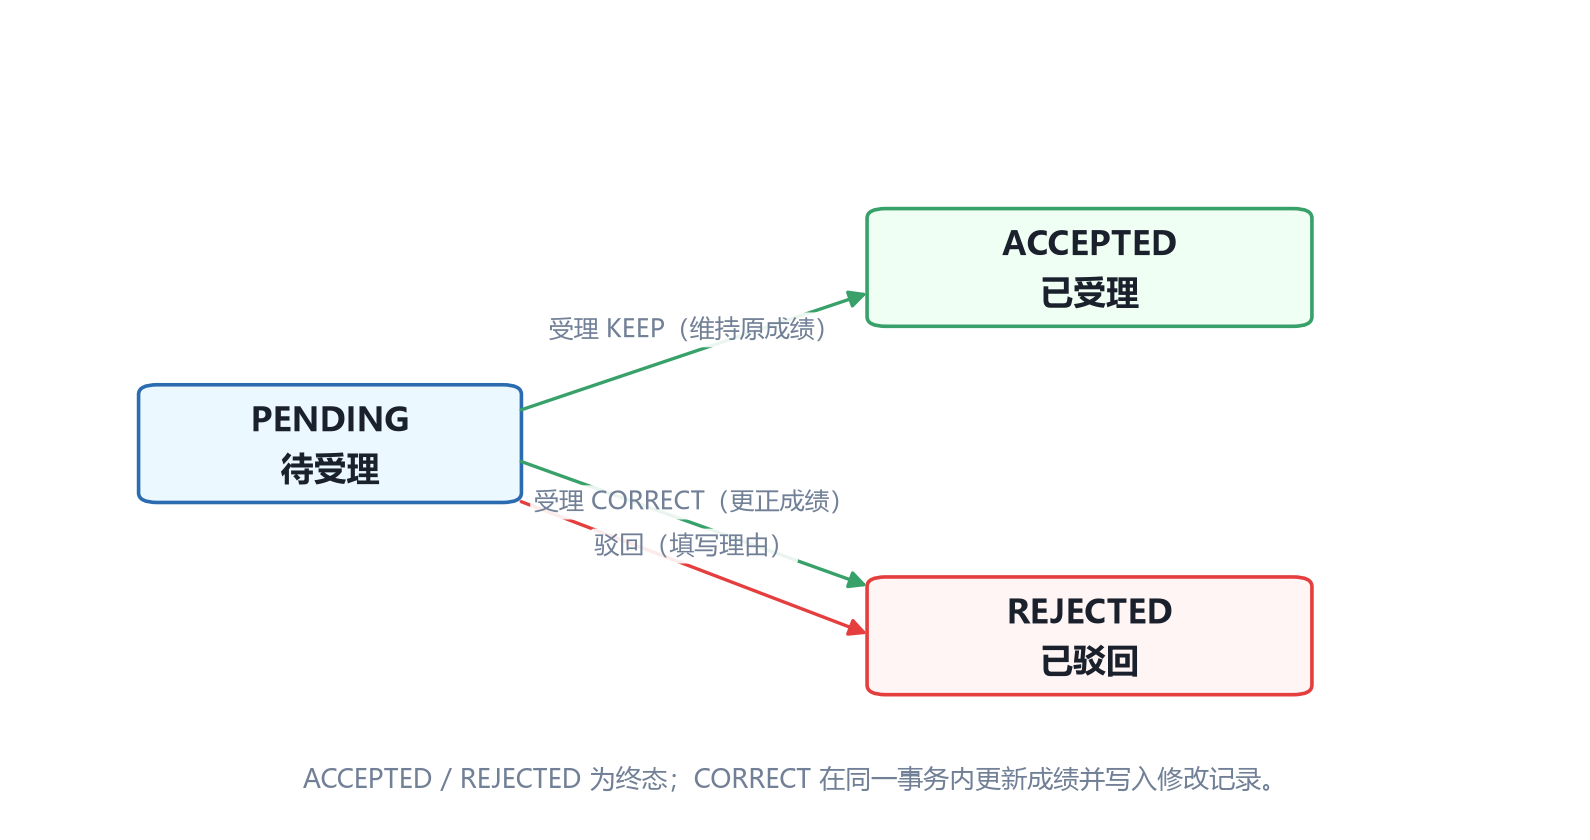 ACCEPTED
已受理
受理 KEEP（维持原成绩）
PENDING
待受理
受理 CORRECT（更正成绩）
驳回（填写理由）
REJECTED
已驳回
ACCEPTED / REJECTED 为终态；CORRECT 在同一事务内更新成绩并写入修改记录。